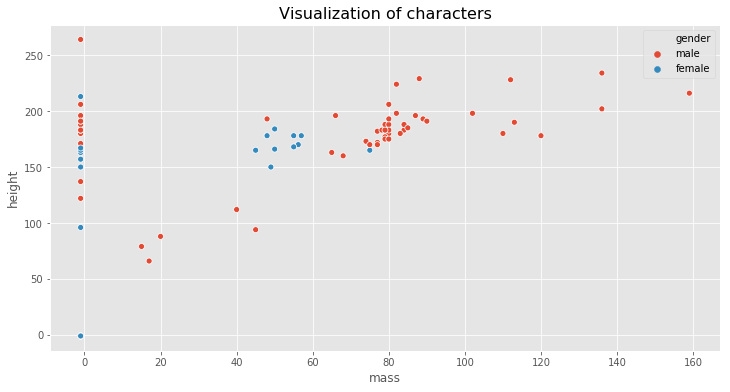 Visualization of characters
gender
male
female
height
250
200
150
100
50
0
0 20 40 60 80 100 120 140 160
mass